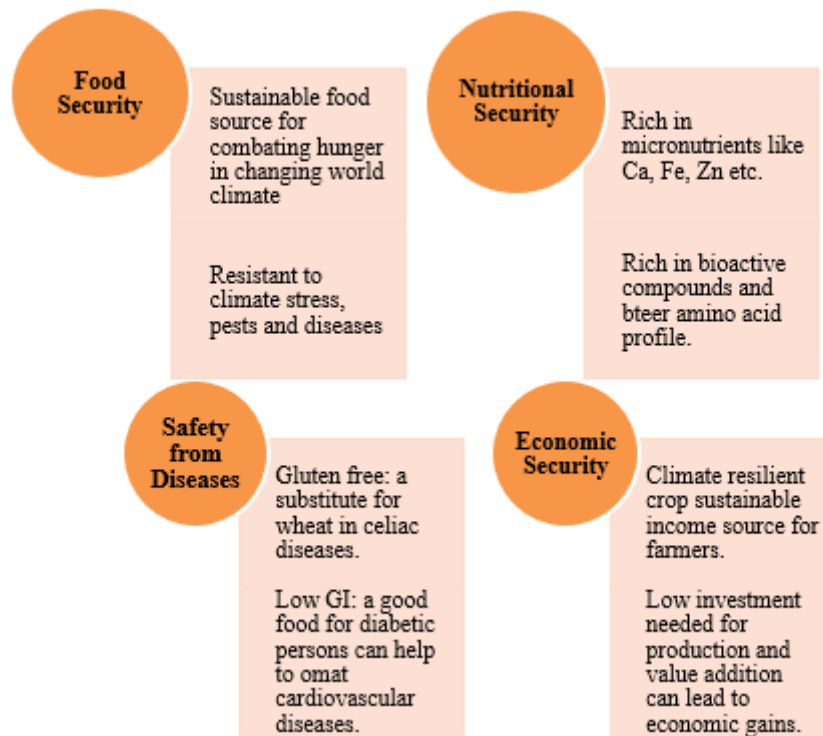 Food
Security
Sustainable food
source for
combating hunger
in changing world
climate
Resistant to
climate stress,
pests and diseases
Nutritional
Security
Rich in
micronutrients like
Ca, Fe, Zn etc.
Rich in bioactive
compounds and
bteer amino acid
profile.
Safety
from
Diseases
Gluten free: a
substitute for
wheat in celiac
diseases.
Low GI: a good
food for diabetic
persons can help
to omat
cardiovascular
diseases.
Economic
Security
Climate resilient
crop sustainable
income source for
farmers.
Low investment
needed for
production and
value addition
can lead to
economic gains.